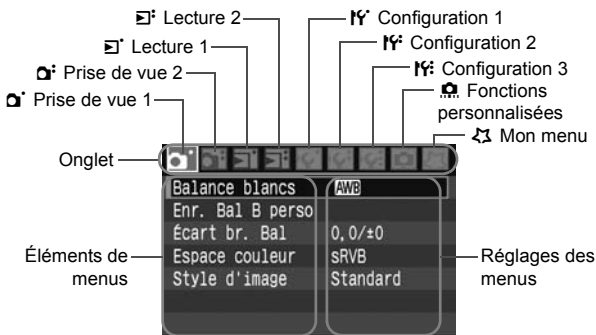 Lecture 2
Configuration 1
Lecture 1
Configuration 2
Prise de vue 2
Configuration 3
Prise de vue 1
Fonctions
personnalisées
Mon menu
Onglet
Balance blancs AWB
Enr. Bal B perso
Écart br. Bal 0,0/±0
Espace couleur sRVB
Style d'image Standard
Éléments de
menus
Réglages des
menus